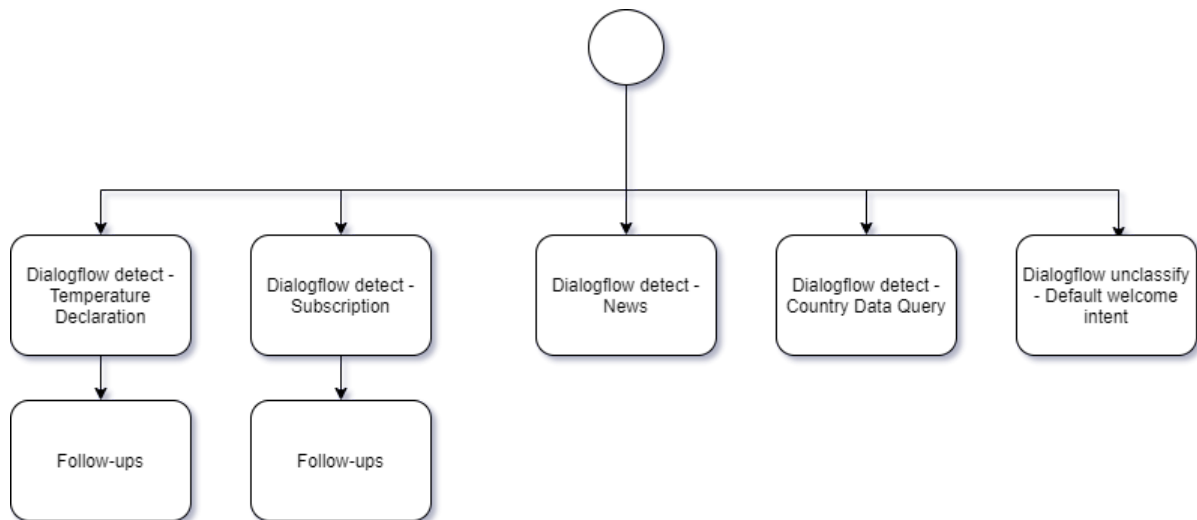 Dialogflow detect -
Temperature
Declaration
Dialogflow detect -
Subscription
Dialogflow detect -
News
Dialogflow detect -
Country Data Query
Dialogflow unclassify
- Default welcome
intent
Follow-ups
Follow-ups